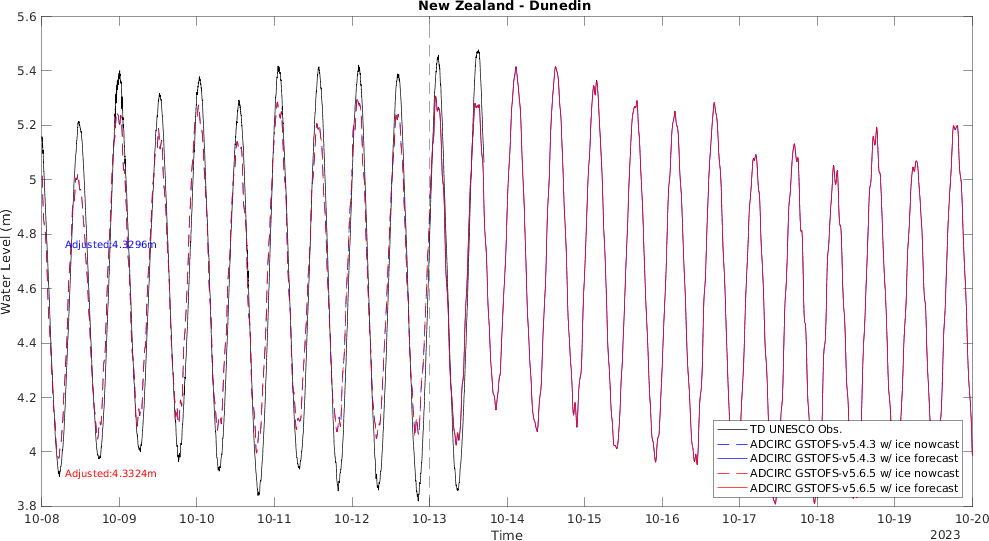 New Zealand - Dunedin
Water Level (m)
5.6
5.4
5.2
5
4.8
4.6
4.4
4.2
4
3.8
Adjusted:4.3296m
Adjusted:4.3324m
TD UNESCO Obs.
ADCIRC GSTOFS-v5.4.3 w/ ice nowcast
ADCIRC GSTOFS-v5.4.3 w/ ice forecast
ADCIRC GSTOFS-v5.6.5 w/ ice nowcast
ADCIRC GSTOFS-v5.6.5 w/ ice forecast
10-08 10-09 10-10 10-11 10-12 10-13 10-14 10-15 10-16 10-17 10-18 10-19 10-20
Time
2023